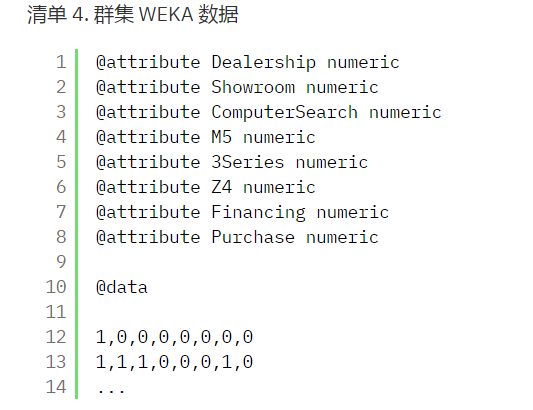 清单 4. 群集 WEKA 数据
1 @attribute Dealership numeric
2 @attribute Showroom numeric
3 @attribute ComputerSearch numeric
4 @attribute M5 numeric
5 @attribute 3Series numeric
6 @attribute Z4 numeric
7 @attribute Financing numeric
8 @attribute Purchase numeric
9
10 @data
11
12 1,0,0,0,0,0,0,0
13 1,1,1,0,0,0,1,0
14 ...